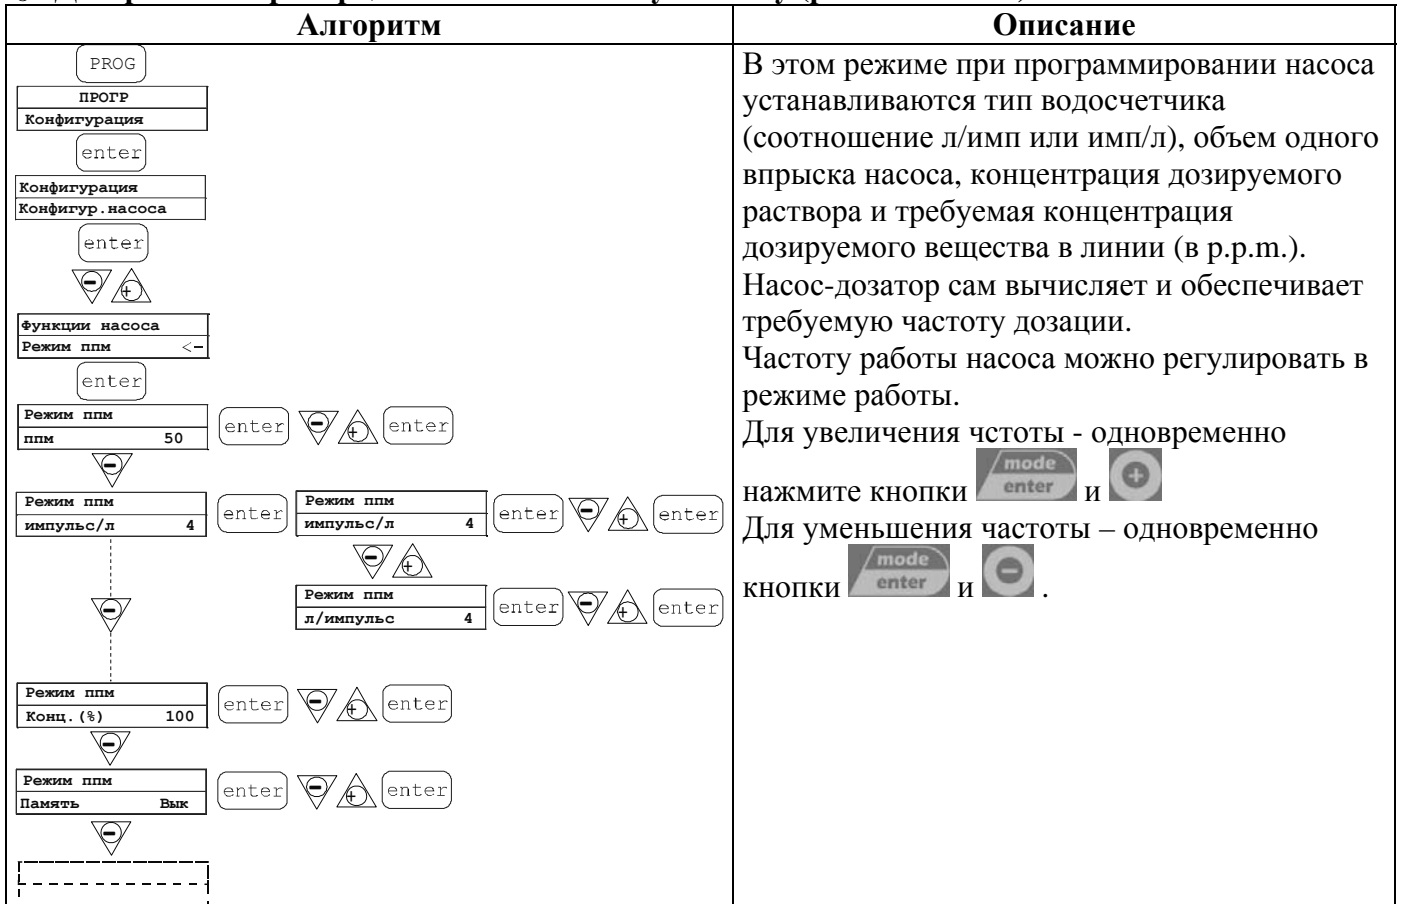 Алгоритм
Описание
PROG
ПРОГР
Конфигурация
enter
Конфигурация
Конфигур.насоса
enter
Функции насоса
Режим ппм <-
enter
Режим ппм
ппм 50
enter enter
Режим ппм
импульс/л 4
enter
Режим ппм
импульс/л 4
enter enter
Режим ппм
л/импульс 4
enter enter
Режим ппм
Конц.(%) 100
enter enter
Режим ппм
Память Вык
enter enter
В этом режиме при программировании насоса
устанавливаются тип водосчетчика
(соотношение л/имп или имп/л), объем одного
впрыска насоса, концентрация дозируемого
раствора и требуемая концентрация
дозируемого вещества в линии (в p.p.m.).
Насос-дозатор сам вычисляет и обеспечивает
требуемую частоту дозации.
Частоту работы насоса можно регулировать в
режиме работы.
Для увеличения чстоты - одновременно
нажмите кнопки mode enter и +
Для уменьшения частоты – одновременно
кнопки mode enter и - .